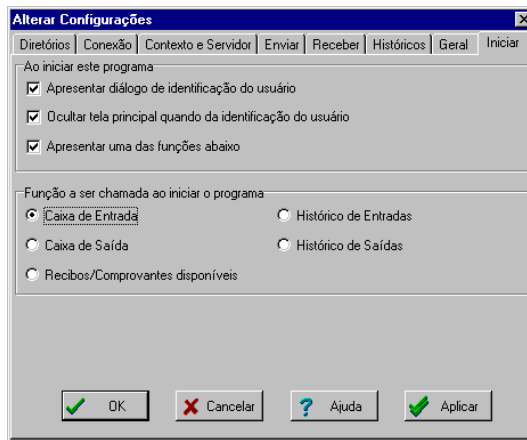 Alterar Configurações
Diretórios Conexão Contexto e Servidor Enviar Receber Históricos Geral Iniciar
Ao iniciar este programa
Apresentar diálogo de identificação do usuário
Ocultar tela principal quando da identificação do usuário
Apresentar uma das funções abaixo
Função a ser chamada ao iniciar o programa
Caixa de Entrada Histórico de Entradas
Caixa de Saída Histórico de Saídas
Recibos/Comprovantes disponíveis
OK Cancelar Ajuda Aplicar